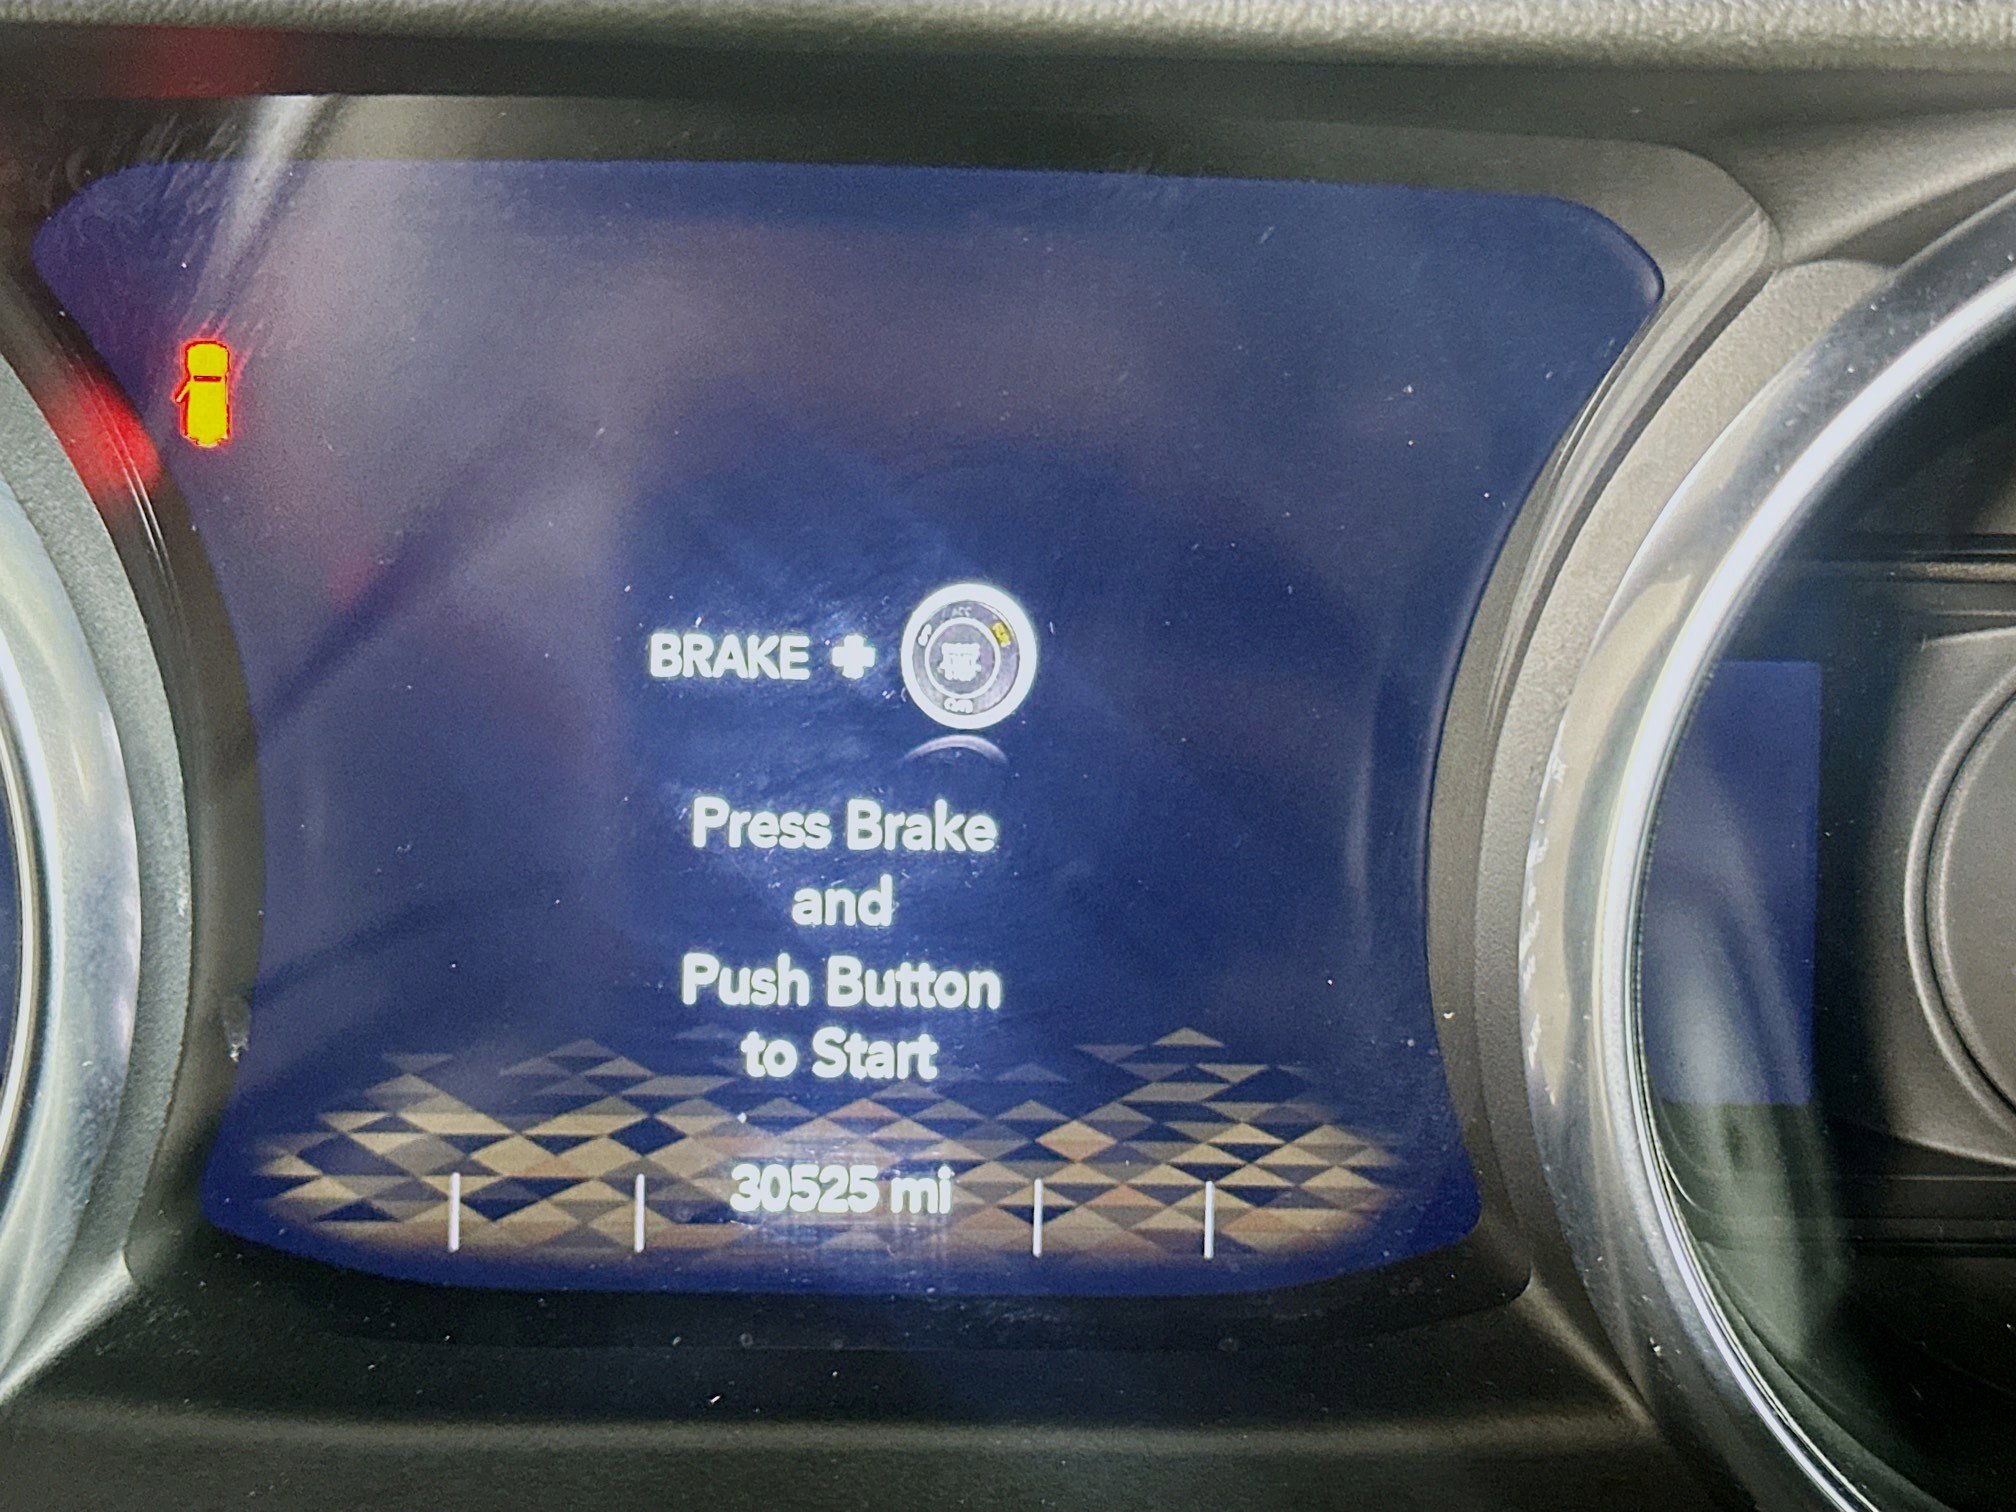 BRAKE +
Press Brake
and
Push Button
to Start
30525 mi